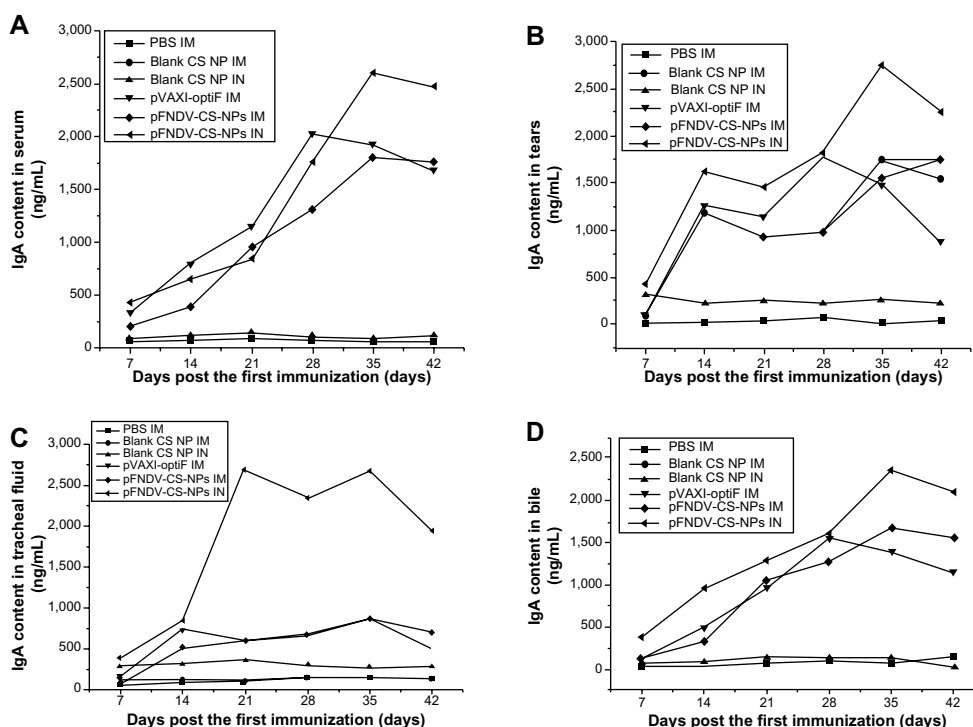 A
PBS IM
Blank CS NP IM
Blank CS NP IN
pVAXI-optiF IM
pFNDV-CS-NPs IM
pFNDV-CS-NPs IN
3,000
2,500
2,000
1,500
1,000
500
0
IgA content in serum
(ng/mL)
7 14 21 28 35 42
Days post the first immunization (days)
B
PBS IM
Blank CS NP IM
Blank CS NP IN
pVAXI-optiF IM
pFNDV-CS-NPs IM
pFNDV-CS-NPs IN
3,000
2,500
2,000
1,500
1,000
500
0
IgA content in tears
(ng/mL)
7 14 21 28 35 42
Days post the first immunization (days)
C
PBS IM
Blank CS NP IM
Blank CS NP IN
pVAXI-optiF IM
pFNDV-CS-NPs IM
pFNDV-CS-NPs IN
3,000
2,500
2,000
1,500
1,000
500
0
IgA content in tracheal fluid
(ng/mL)
7 14 21 28 35 42
Days post the first immunization (days)
D
PBS IM
Blank CS NP IM
Blank CS NP IN
pVAXI-optiF IM
pFNDV-CS-NPs IM
pFNDV-CS-NPs IN
2,500
2,000
1,500
1,000
500
0
IgA content in bile
(ng/mL)
7 14 21 28 35 42
Days post the first immunization (days)